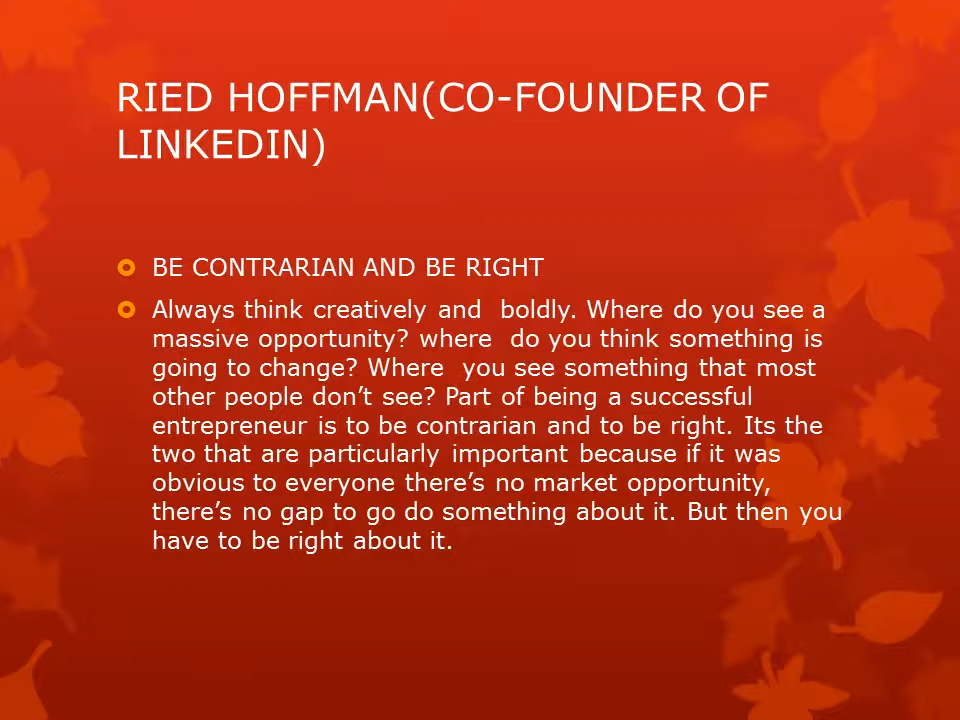 RIED HOFFMAN(CO-FOUNDER OF
LINKEDIN)
BE CONTRARIAN AND BE RIGHT
Always think creatively and  boldly. Where do you see a
massive opportunity? where  do you think something is
going to change? Where  you see something that most
other people don’t see? Part of being a successful
entrepreneur is to be contrarian and to be right. Its the
two that are particularly important because if it was
obvious to everyone there’s no market opportunity,
there’s no gap to go do something about it. But then you
have to be right about it.